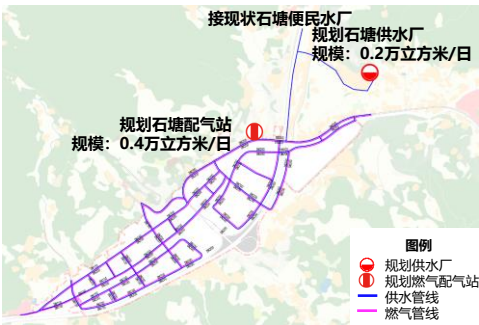 接现状石塘便民水厂
规划石塘供水厂
规模：0.2万立方米/日
规划石塘配气站
规模：0.4万立方米/日
图例
规划供水厂
规划燃气配气站
供水管线
燃气管线